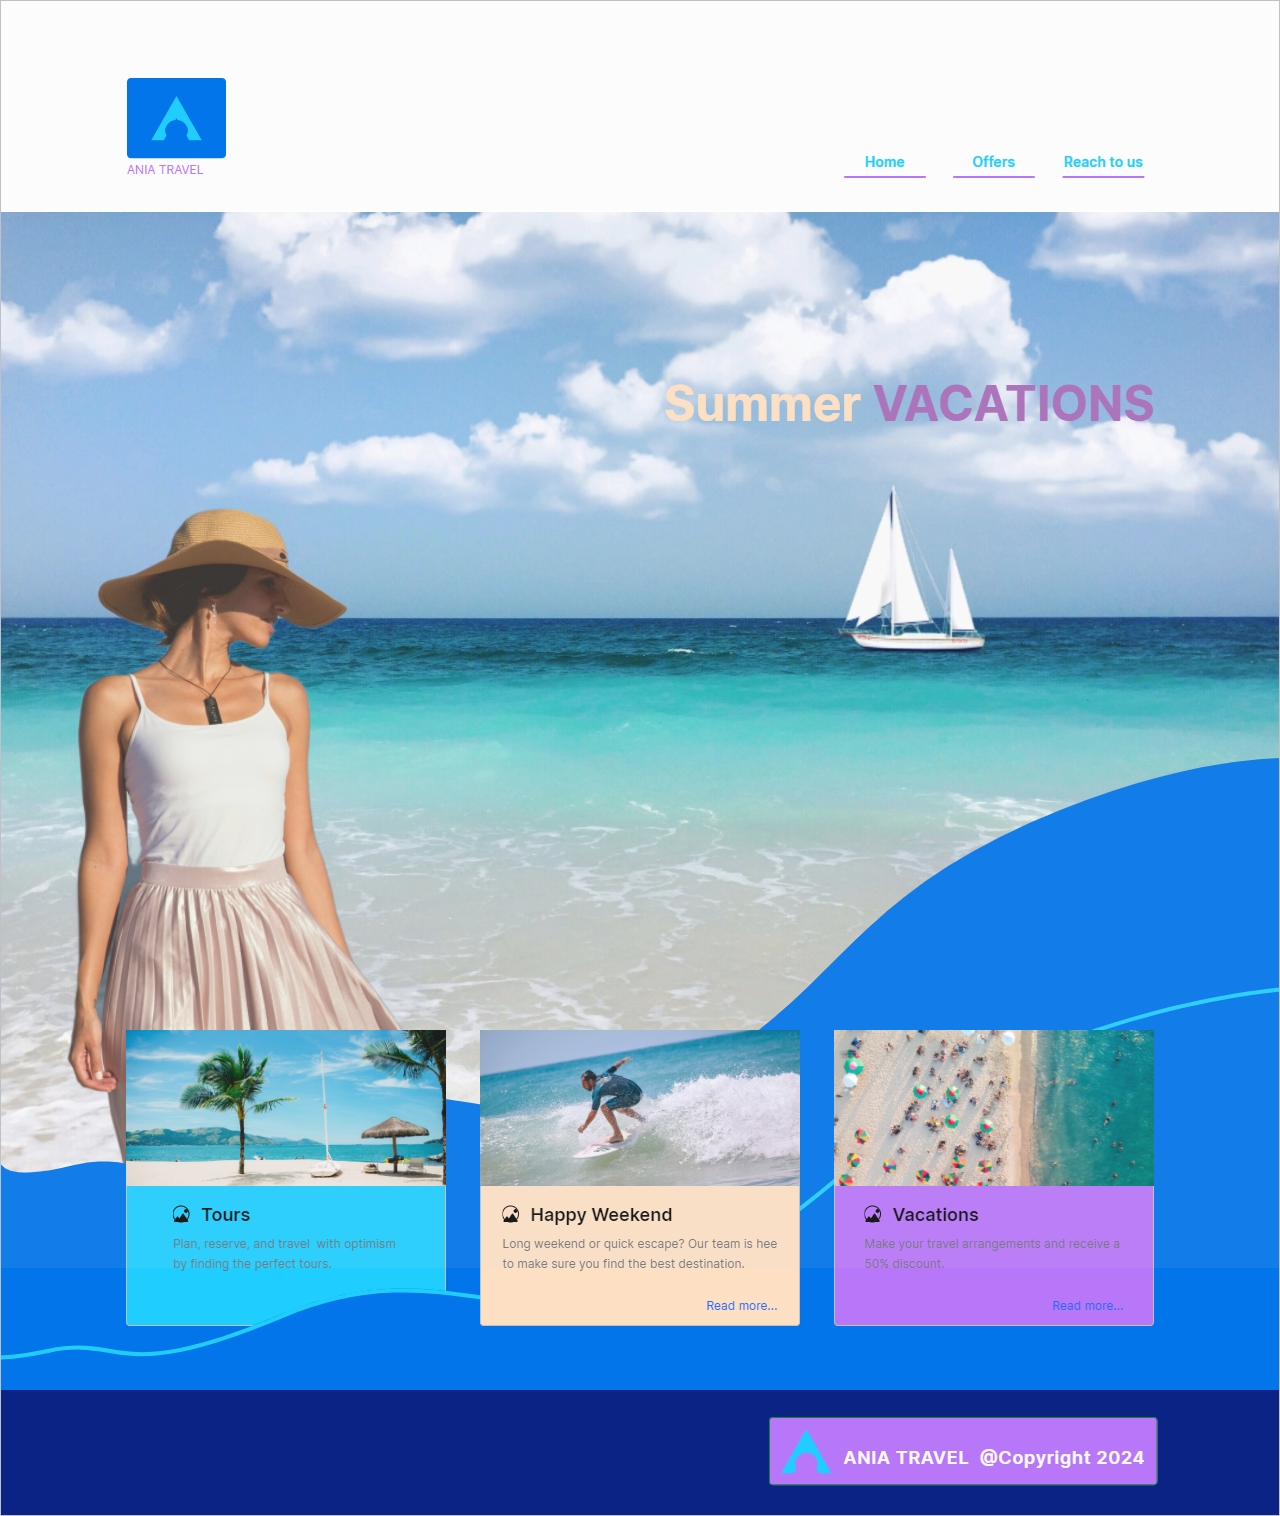 ANIA TRAVEL
Home Offers Reach to us
Summer VACATIONS
Tours
Plan, reserve, and travel with optimism
by finding the perfect tours.
Happy Weekend
Long weekend or quick escape? Our team is hee
to make sure you find the best destination.
Read more...
Vacations
Make your travel arrangements and receive a
50% discount.
Read more...
ANIA TRAVEL @Copyright 2024